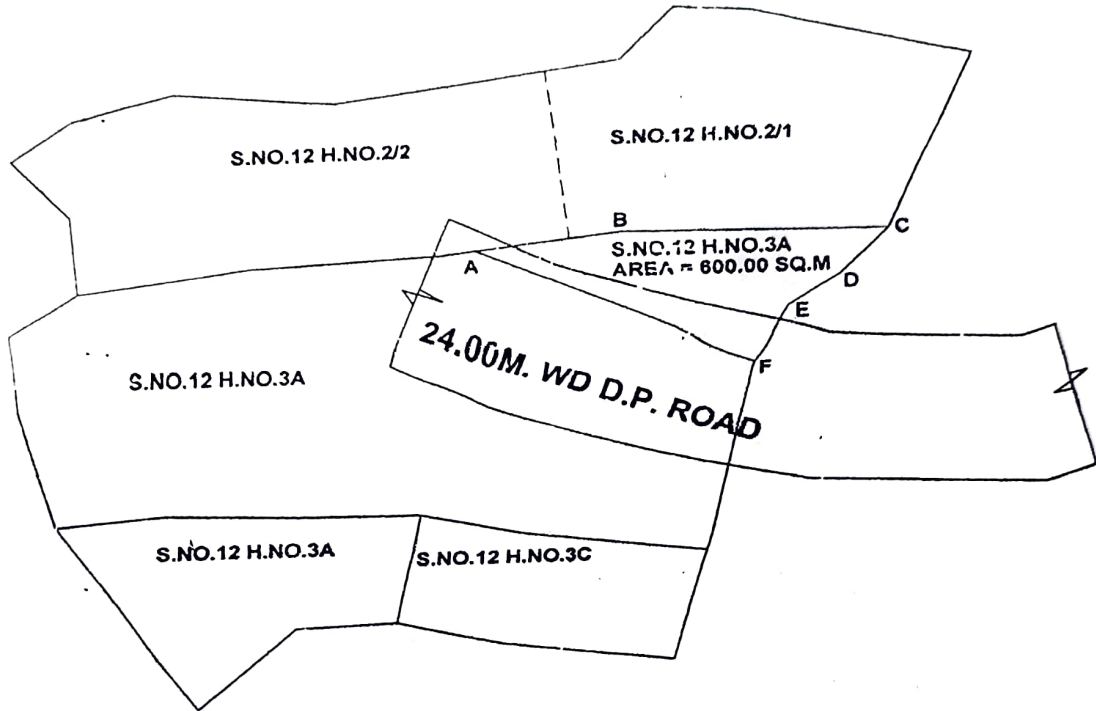 S.NO.12 H.NO.2/2
S.NO.12 H.NO.2/1
B
C
S.NO.12 H.NO.3A
AREA = 600.00 SQ.M
A
D
E
24.00M. WD D.P. ROAD
F
S.NO.12 H.NO.3A
S.NO.12 H.NO.3A
S.NO.12 H.NO.3C